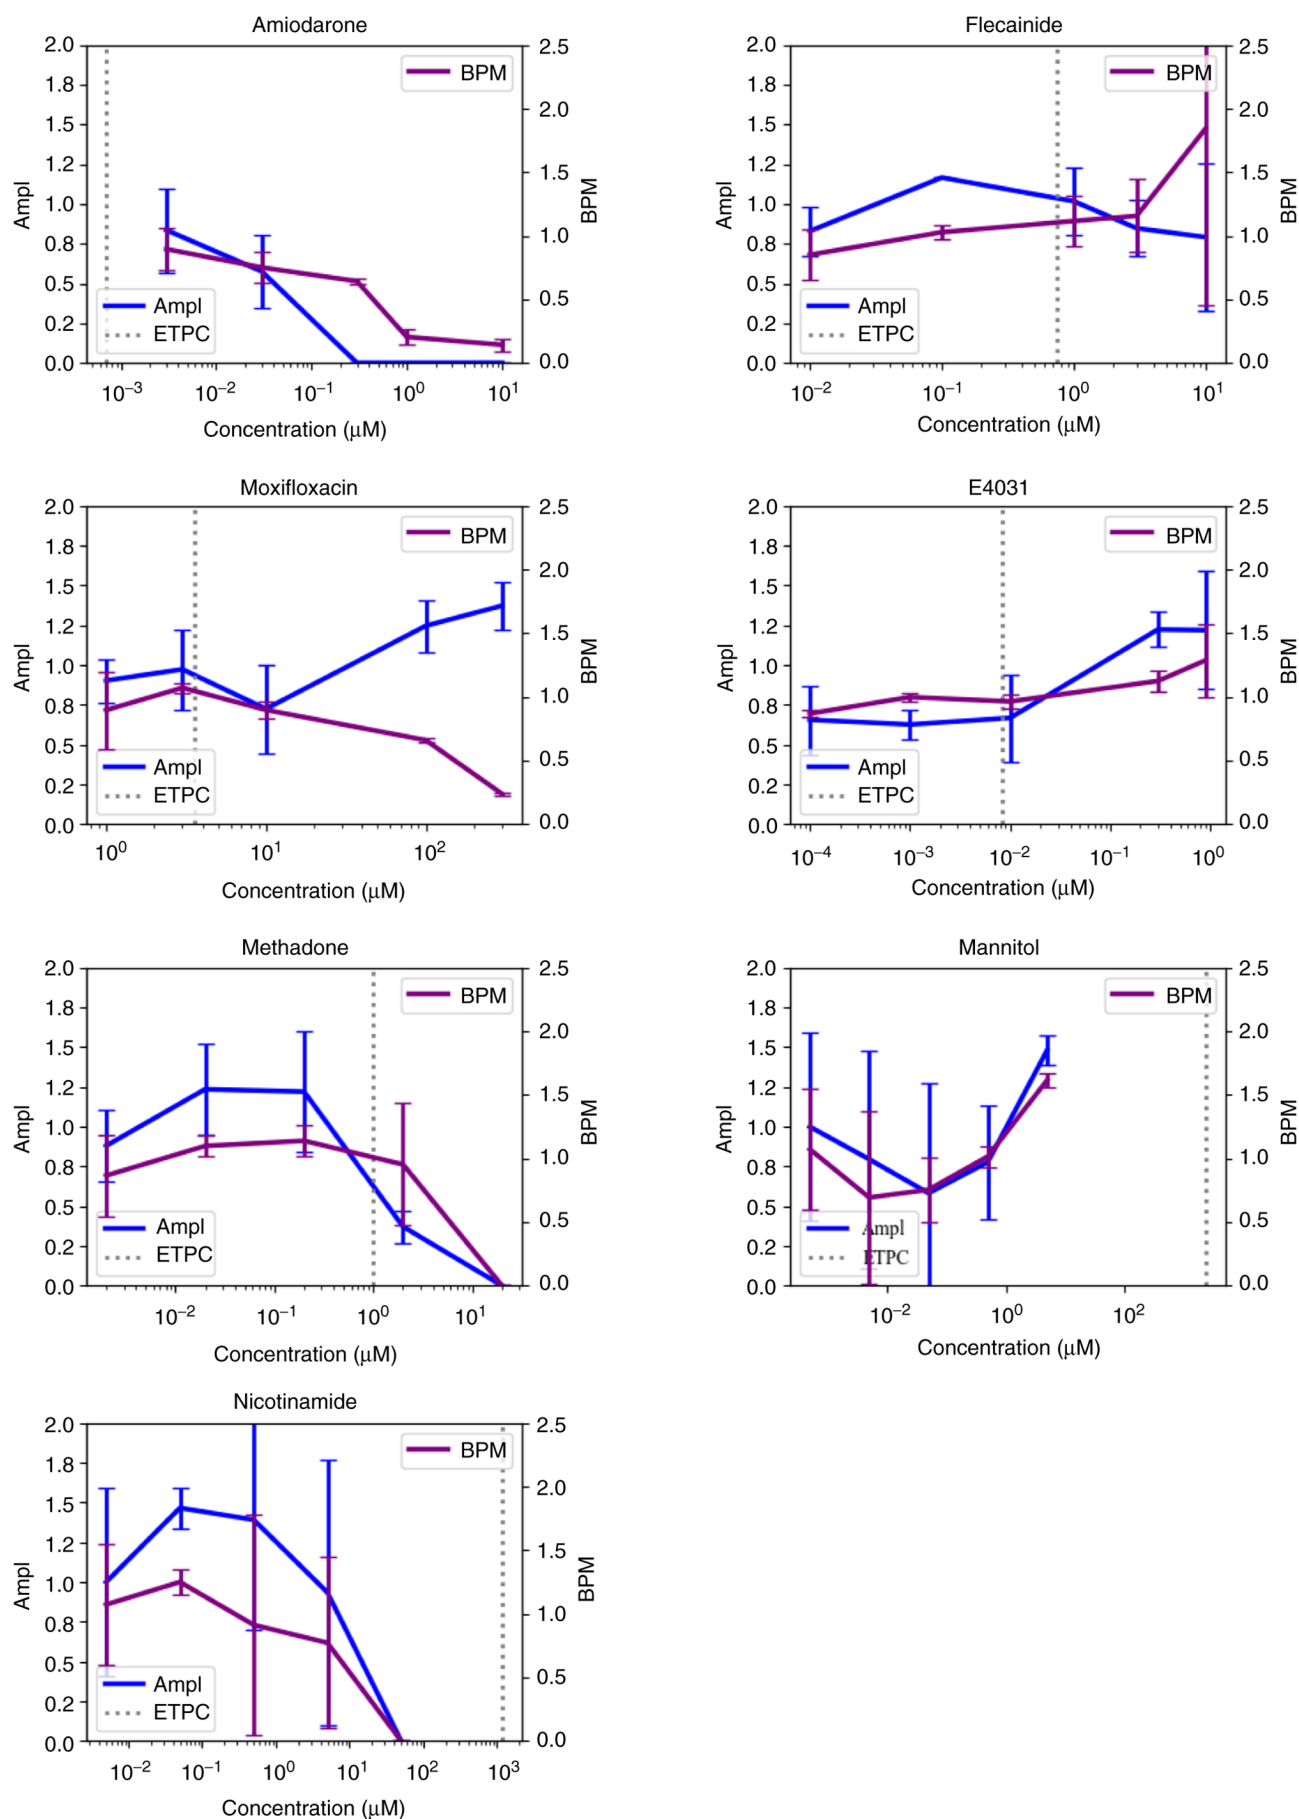 Amiodarone
2.0 1.8 1.5 1.2 1.0 0.8 0.5 0.2 0.0
Ampl
BPM
Ampl
ETPC
2.5 2.0 1.5 1.0 0.5 0.0
BPM
10⁻³ 10⁻² 10⁻¹ 10⁰ 10¹
Concentration (μM)
Flecainide
2.0 1.8 1.5 1.2 1.0 0.8 0.5 0.2 0.0
Ampl
BPM
Ampl
ETPC
2.5 2.0 1.5 1.0 0.5 0.0
BPM
10⁻² 10⁻¹ 10⁰ 10¹
Concentration (μM)
Moxifloxacin
2.0 1.8 1.5 1.2 1.0 0.8 0.5 0.2 0.0
Ampl
BPM
Ampl
ETPC
2.5 2.0 1.5 1.0 0.5 0.0
BPM
10⁰ 10¹ 10²
Concentration (μM)
E4031
2.0 1.8 1.5 1.2 1.0 0.8 0.5 0.2 0.0
Ampl
BPM
Ampl
ETPC
2.5 2.0 1.5 1.0 0.5 0.0
BPM
10⁻⁴ 10⁻³ 10⁻² 10⁻¹ 10⁰
Concentration (μM)
Methadone
2.0 1.8 1.5 1.2 1.0 0.8 0.5 0.2 0.0
Ampl
BPM
Ampl
ETPC
2.5 2.0 1.5 1.0 0.5 0.0
BPM
10⁻² 10⁻¹ 10⁰ 10¹
Concentration (μM)
Mannitol
2.0 1.8 1.5 1.2 1.0 0.8 0.5 0.2 0.0
Ampl
BPM
Ampl
ETPC
2.5 2.0 1.5 1.0 0.5 0.0
BPM
10⁻² 10⁰ 10²
Concentration (μM)
Nicotinamide
2.0 1.8 1.5 1.2 1.0 0.8 0.5 0.2 0.0
Ampl
BPM
Ampl
ETPC
2.5 2.0 1.5 1.0 0.5 0.0
BPM
10⁻² 10⁻¹ 10⁰ 10¹ 10² 10³
Concentration (μM)